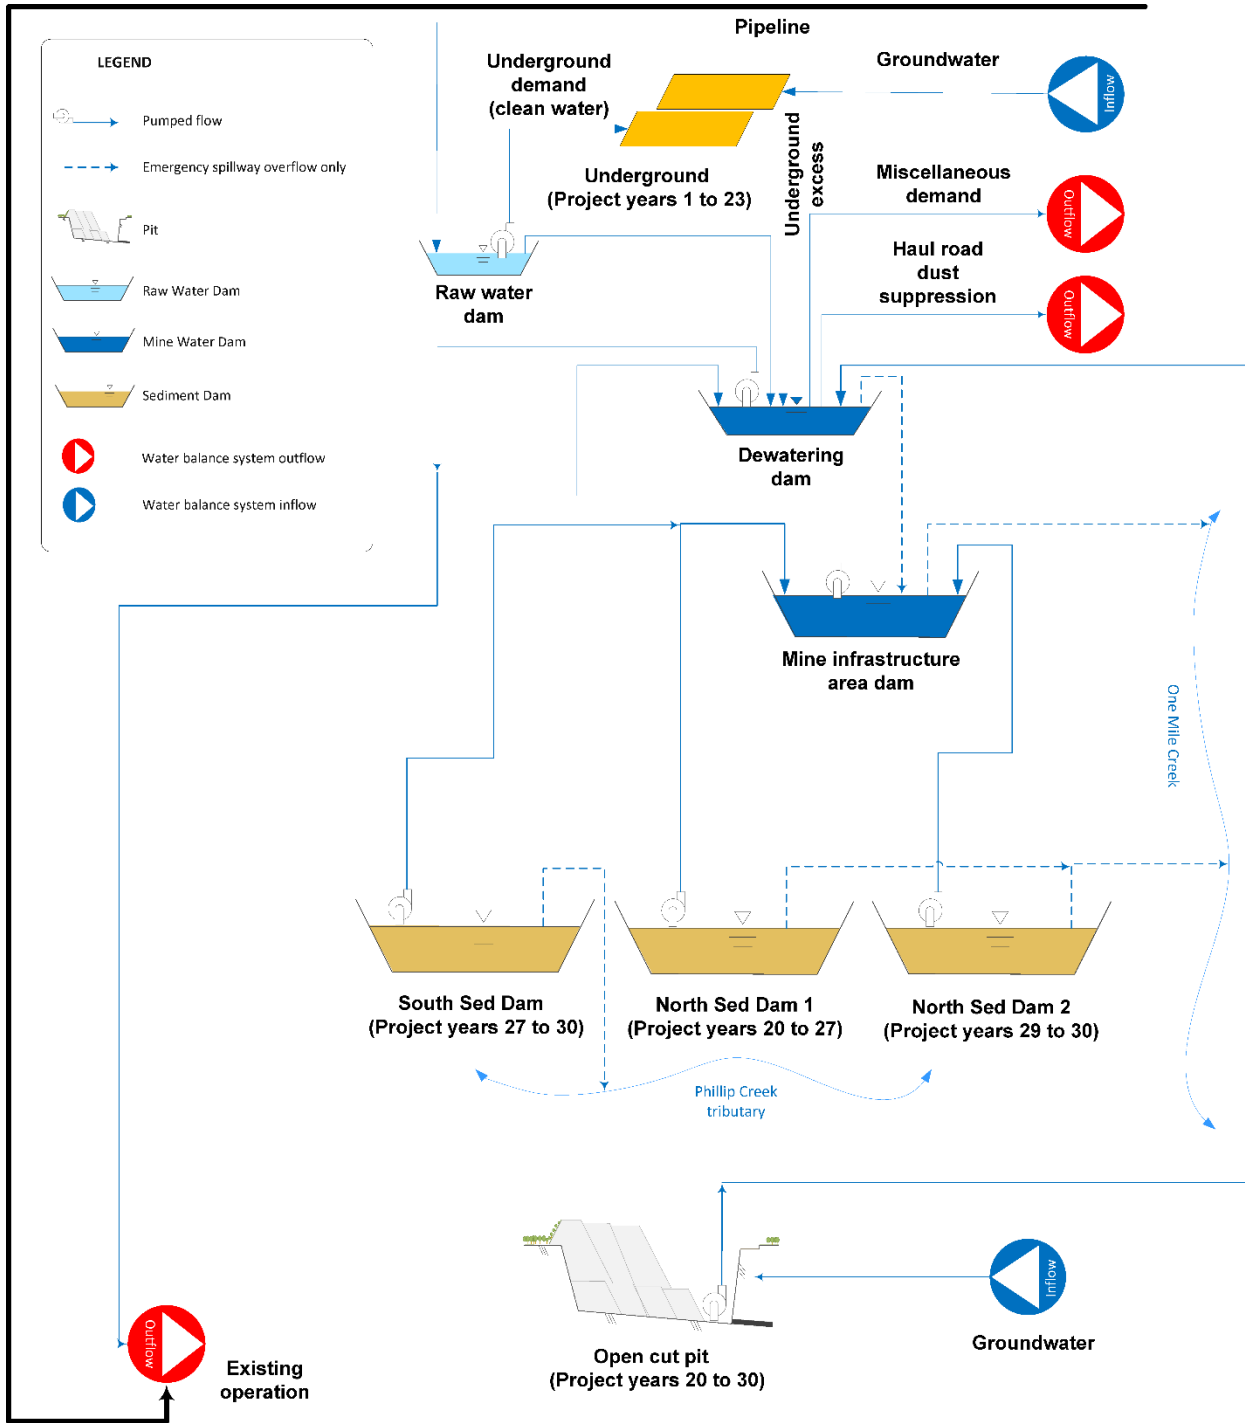 Pipeline
LEGEND
Pumped flow
Emergency spillway overflow only
Pit
Raw Water Dam
Mine Water Dam
Sediment Dam
Water balance system outflow
Water balance system inflow
Underground
demand
(clean water)
Groundwater
Inflow
Underground
(Project years 1 to 23)
Underground
excess
Miscellaneous
demand
Outflow
Haul road
dust
suppression
Outflow
Raw water
dam
Dewatering
dam
Mine infrastructure
area dam
One Mile Creek
South Sed Dam
(Project years 27 to 30)
North Sed Dam 1
(Project years 20 to 27)
North Sed Dam 2
(Project years 29 to 30)
Phillip Creek
tributary
Inflow
Groundwater
Open cut pit
(Project years 20 to 30)
Outflow
Existing
operation